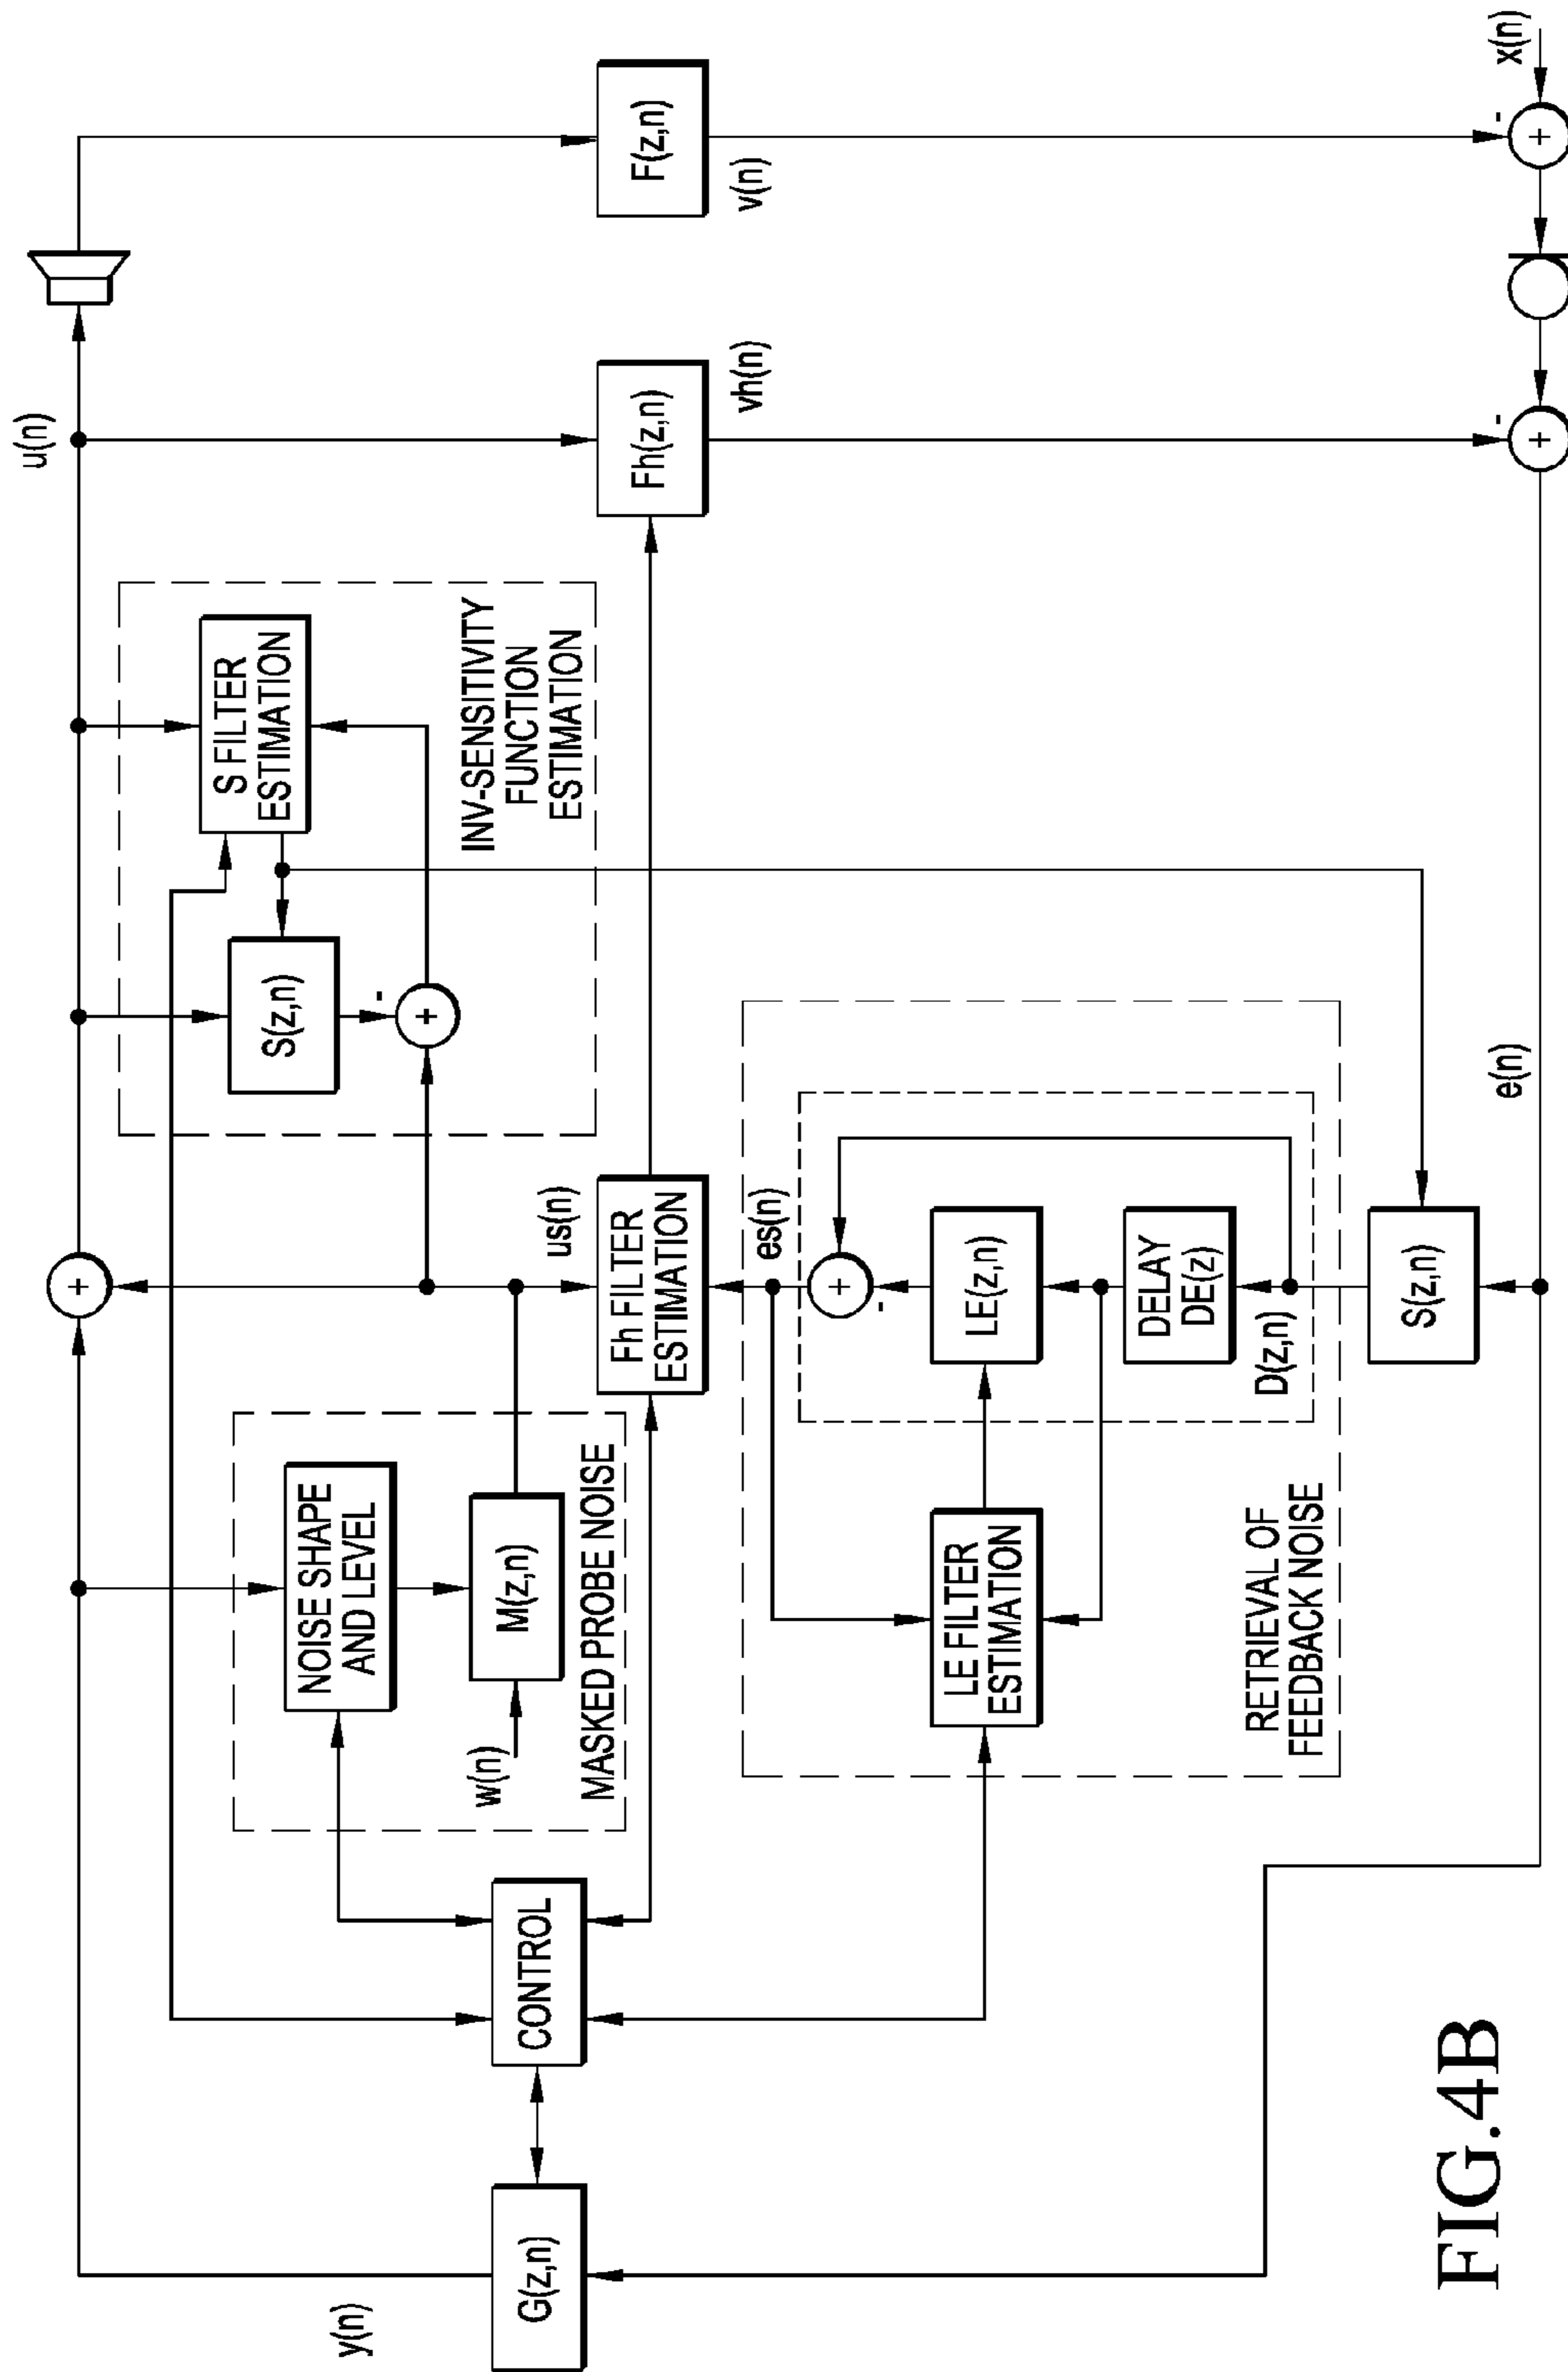 y(n)
G(z,n)
CONTROL
NOISE SHAPE
AND LEVEL
M(z,n)
w(n)
MASKED PROBE NOISE
us(n)
Fh FILTER
ESTIMATION
S(z,n)
S FILTER
ESTIMATION
INV-SENSITIVITY
FUNCTION
ESTIMATION
u(n)
Fh(z,n)
vh(n)
F(z,n)
v(n)
es(n)
LE FILTER
ESTIMATION
LE(z,n)
DELAY
DE(z)
D(z,n)
RETRIEVAL OF
FEEDBACK NOISE
S(z,n)
e(n)
x(n)
+
+
-
+
-
+
-
+
-
FIG.4B